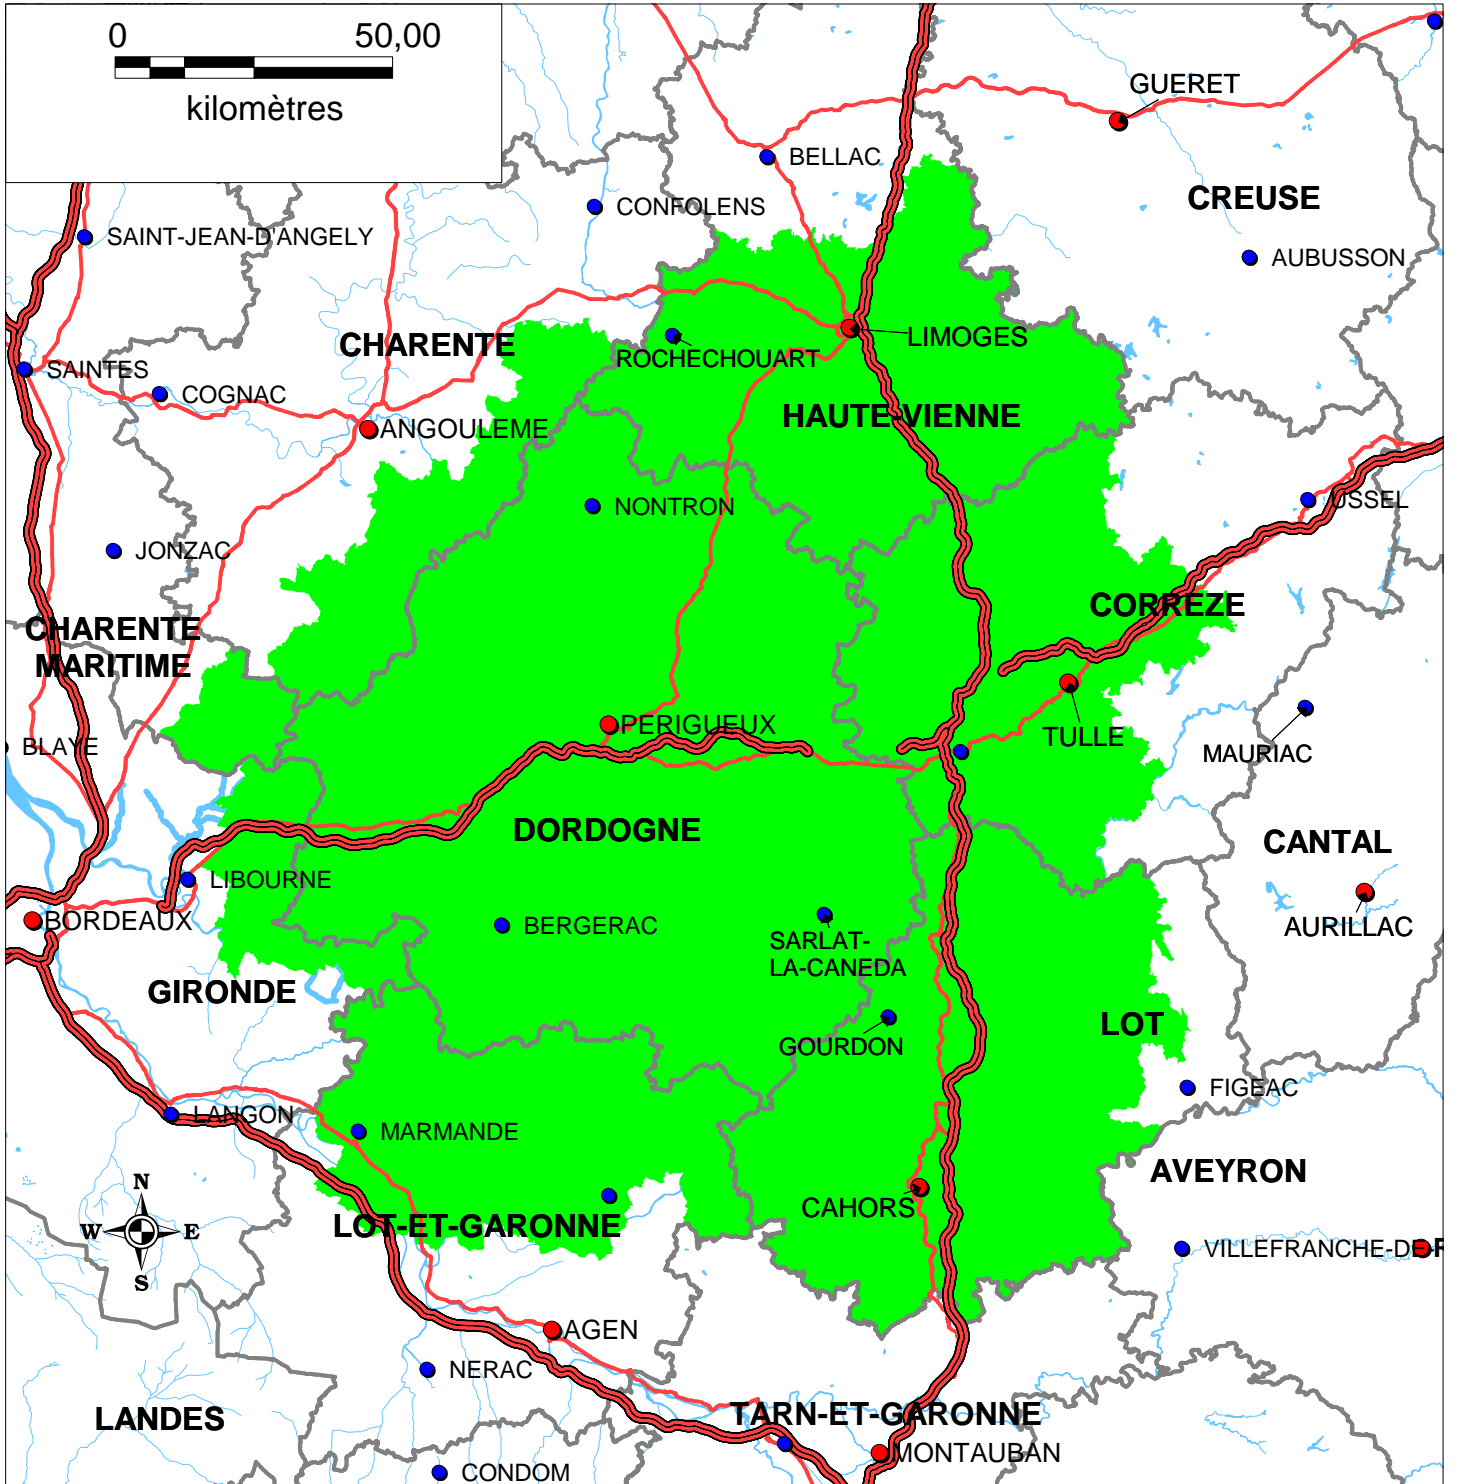 0 50,00
kilomètres
GUERET
BELLAC
CREUSE
CONFOLENS
SAINT-JEAN-D'ANGELY
AUBUSSON
LIMOGES
CHARENTE
ROCHECHOUART
SAINTES
COGNAC
HAUTE-VIENNE
ANGOULEME
USSEL
NONTRON
JONZAC
CORREZE
CHARENTE
MARITIME
PERIGUEUX
TULLE
BLAYE
MAURIAC
DORDOGNE
CANTAL
LIBOURNE
BORDEAUX
BERGERAC
AURILLAC
SARLAT-
LA-CANEDA
GIRONDE
LOT
GOURDON
FIGEAC
LANGON
MARMANDE
AVEYRON
N
CAHORS
LOT-ET-GARONNE
W E
VILLEFRANCHE-DE-R
S
AGEN
NERAC
LANDES
TARN-ET-GARONNE
MONTAUBAN
CONDOM